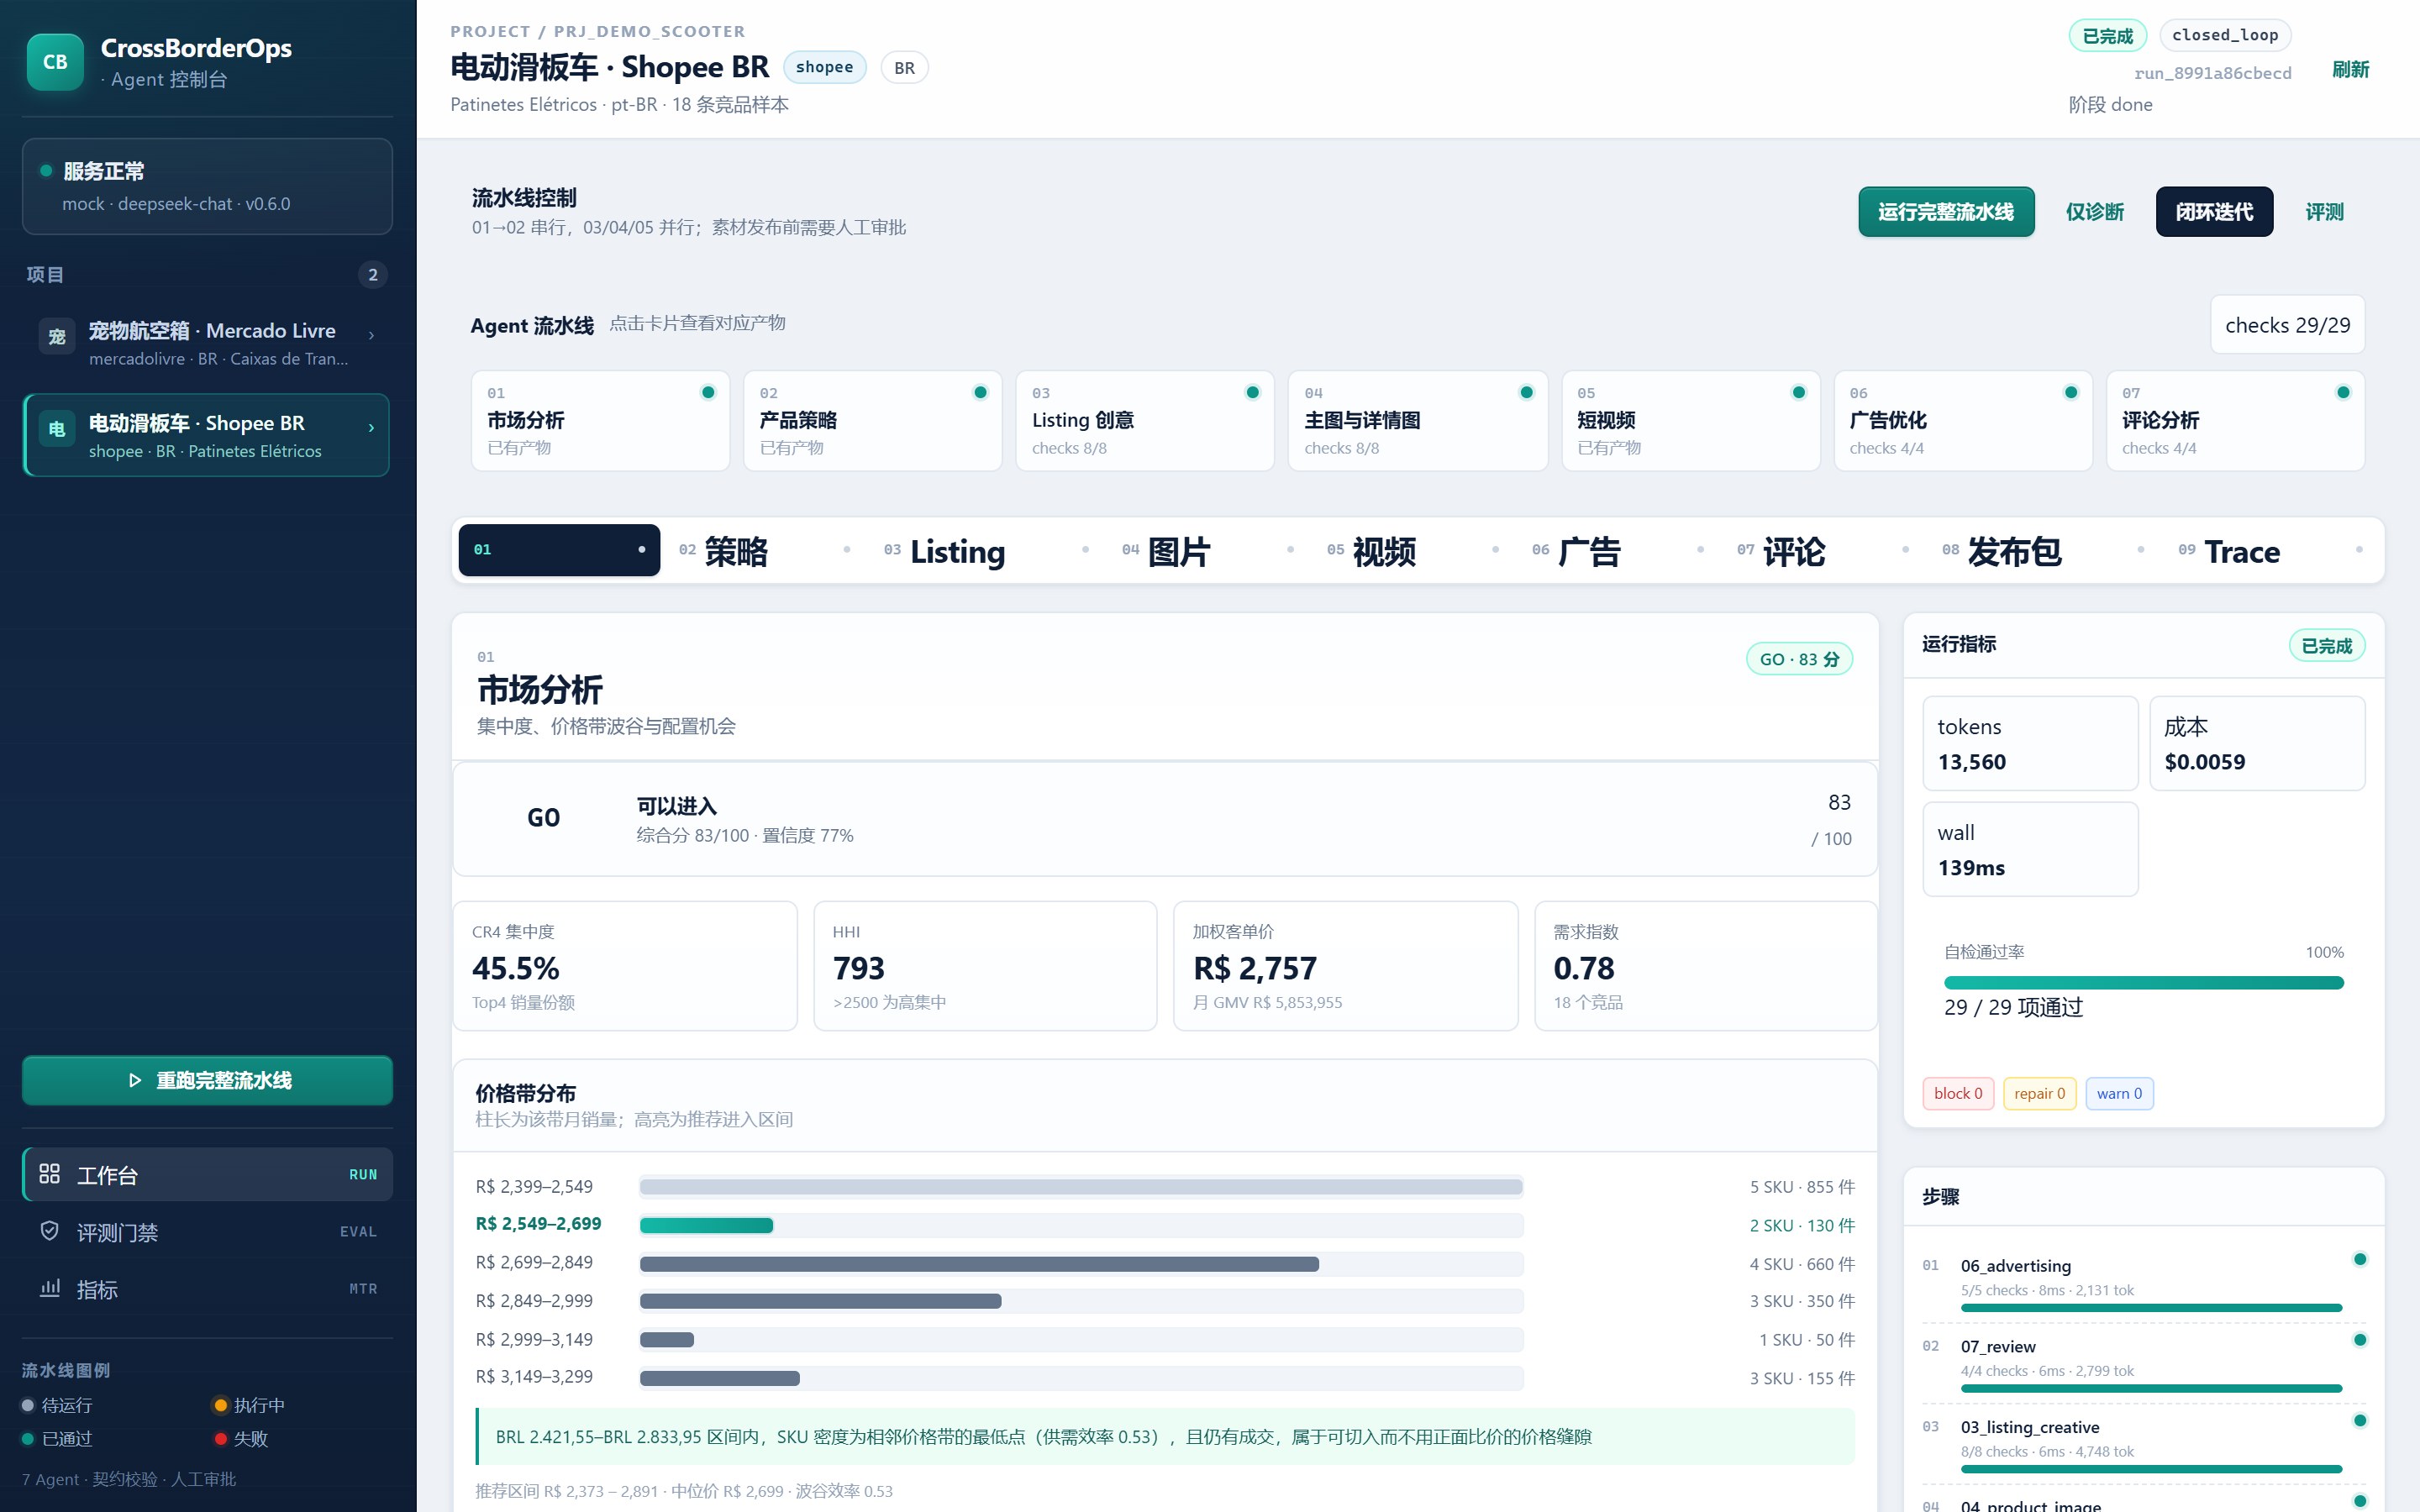 CB
CrossBorderOps
· Agent 控制台
服务正常
mock · deepseek-chat · v0.6.0
项目
2
宠
宠物航空箱 · Mercado Livre
mercadolivre · BR · Caixas de Tran...
电
电动滑板车 · Shopee BR
shopee · BR · Patinetes Elétricos
重跑完整流水线
工作台
RUN
评测门禁
EVAL
指标
MTR
流水线图例
待运行
执行中
已通过
失败
7 Agent · 契约校验 · 人工审批
PROJECT / PRJ_DEMO_SCOOTER
电动滑板车 · Shopee BR
shopee
BR
Patinetes Elétricos · pt-BR · 18 条竞品样本
已完成
closed_loop
run_8991a86cbecd
阶段 done
刷新
流水线控制
01→02 串行，03/04/05 并行；素材发布前需要人工审批
运行完整流水线
仅诊断
闭环迭代
评测
Agent 流水线
点击卡片查看对应产物
checks 29/29
01
市场分析
已有产物
02
产品策略
已有产物
03
Listing 创意
checks 8/8
04
主图与详情图
checks 8/8
05
短视频
已有产物
06
广告优化
checks 4/4
07
评论分析
checks 4/4
01
02 策略
03 Listing
04 图片
05 视频
06 广告
07 评论
08 发布包
09 Trace
01
市场分析
集中度、价格带波谷与配置机会
GO · 83 分
GO
可以进入
综合分 83/100 · 置信度 77%
83
/ 100
CR4 集中度
45.5%
Top4 销量份额
HHI
793
>2500 为高集中
加权客单价
R$ 2,757
月 GMV R$ 5,853,955
需求指数
0.78
18 个竞品
价格带分布
柱长为该带月销量；高亮为推荐进入区间
R$ 2,399–2,549
5 SKU · 855 件
R$ 2,549–2,699
2 SKU · 130 件
R$ 2,699–2,849
4 SKU · 660 件
R$ 2,849–2,999
3 SKU · 350 件
R$ 2,999–3,149
1 SKU · 50 件
R$ 3,149–3,299
3 SKU · 155 件
BRL 2.421,55–BRL 2.833,95 区间内，SKU 密度为相邻价格带的最低点（供需效率 0.53），且仍有成交，属于可切入而不用正面比价的价格缝隙
推荐区间 R$ 2,373 – 2,891 · 中位价 R$ 2,699 · 波谷效率 0.53
运行指标
已完成
tokens
13,560
成本
$0.0059
wall
139ms
自检通过率
100%
29 / 29 项通过
block 0
repair 0
warn 0
步骤
01
06_advertising
5/5 checks · 8ms · 2,131 tok
02
07_review
4/4 checks · 6ms · 2,799 tok
03
03_listing_creative
8/8 checks · 6ms · 4,748 tok
04
04_product_image